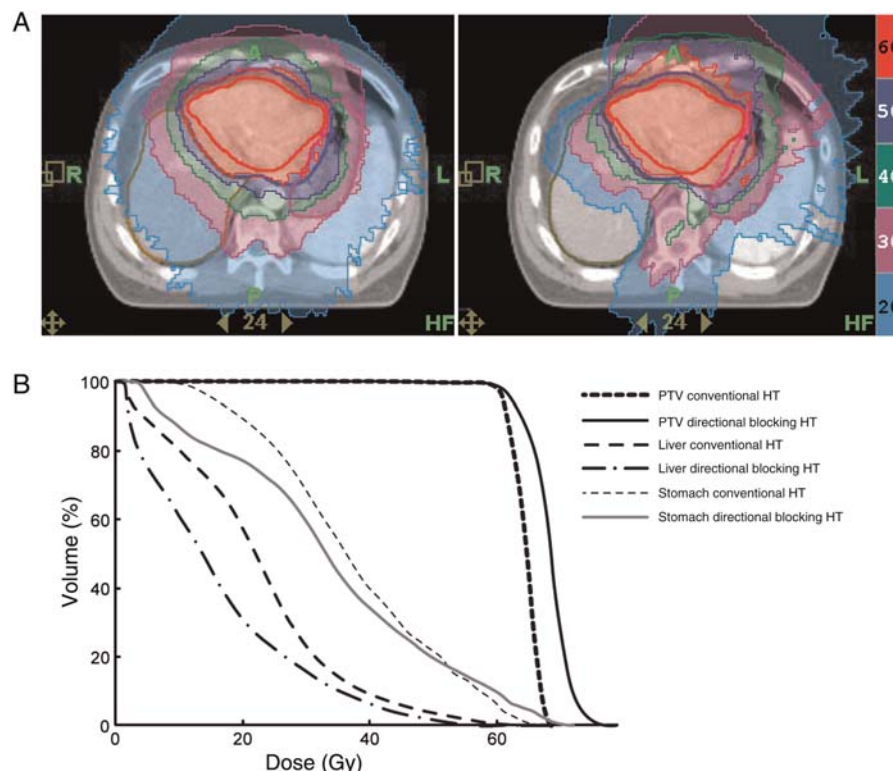 A
A
R
P
24
HF
A
R
L
P
24
HF
L
B
100
80
60
40
20
0
Volume (%)
0
20
40
60
Dose (Gy)
PTV conventional HT
PTV directional blocking HT
Liver conventional HT
Liver directional blocking HT
Stomach conventional HT
Stomach directional blocking HT